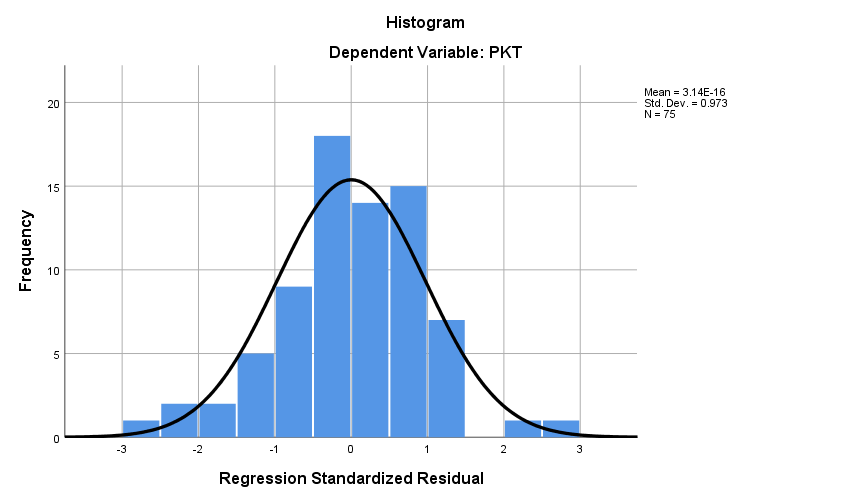 Histogram
Dependent Variable: PKT
Mean = 3.14E-16
Std. Dev. = 0.973
N = 75
Frequency
20
15
10
5
0
-3 -2 -1 0 1 2 3
Regression Standardized Residual